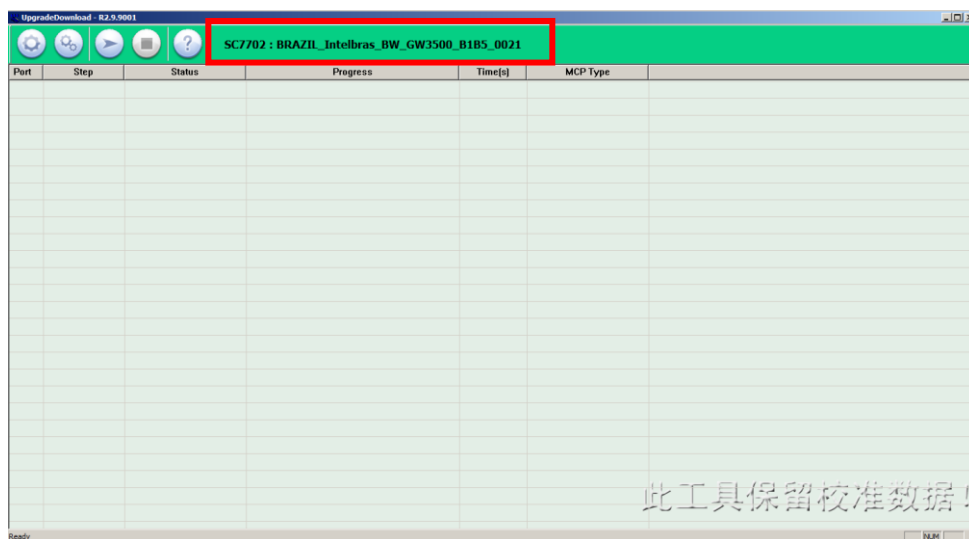 UpgradeDownload - R2.9.9001
SC7702 : BRAZIL_Intelbras_BW_GW3500_B1B5_0021
Port Step Status Progress Time(s) MCP Type
此工具保留校准数据！
Ready NUM